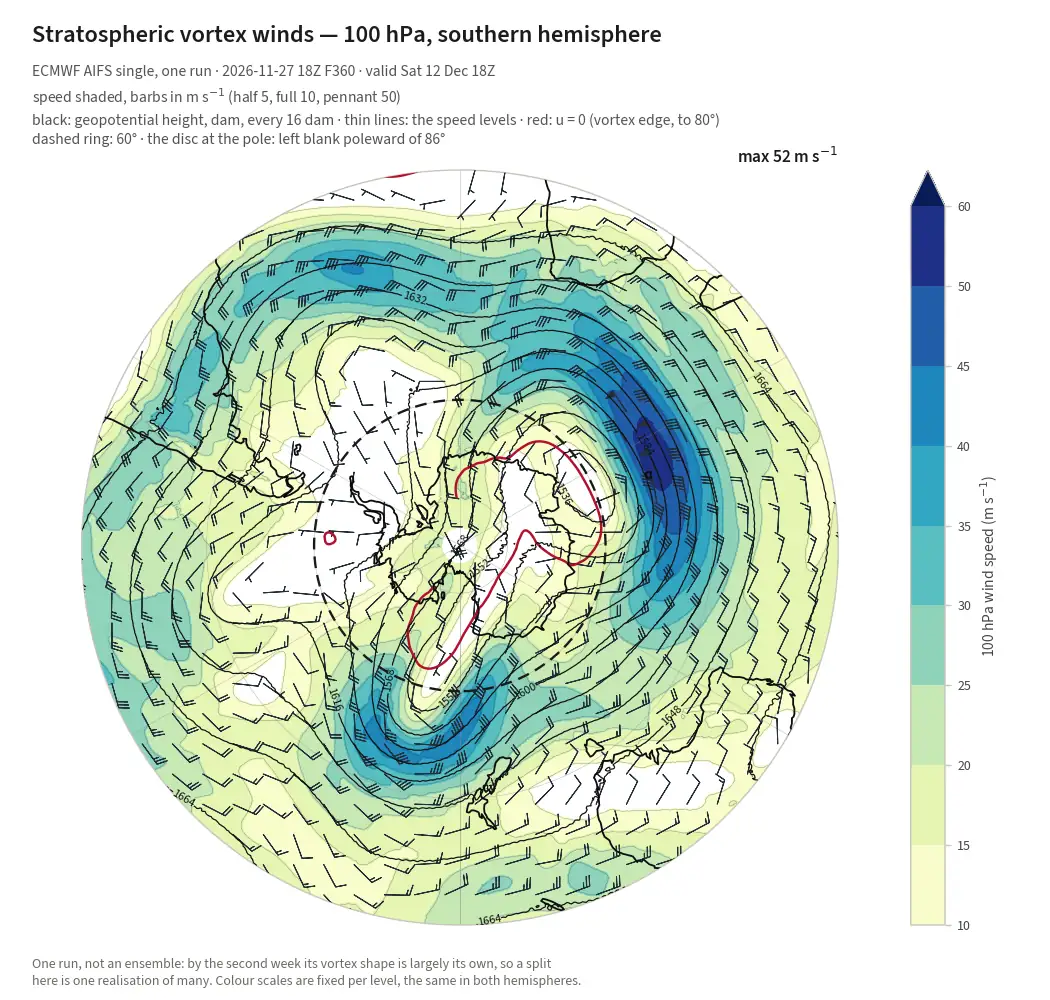 Stratospheric vortex winds — 100 hPa, southern hemisphere
ECMWF AIFS single, one run · 2026-11-27 18Z F360 · valid Sat 12 Dec 18Z
speed shaded, barbs in m s⁻¹ (half 5, full 10, pennant 50)
black: geopotential height, dam, every 16 dam · thin lines: the speed levels · red: u = 0 (vortex edge, to 80°)
dashed ring: 60° · the disc at the pole: left blank poleward of 86°
max 52 m s⁻¹
60
50
45
40
35
30
25
20
15
10
100 hPa wind speed (m s⁻¹)
1632
1664
1536
1552
1568
1616
1600
1648
1664
1664
One run, not an ensemble: by the second week its vortex shape is largely its own, so a split
here is one realisation of many. Colour scales are fixed per level, the same in both hemispheres.